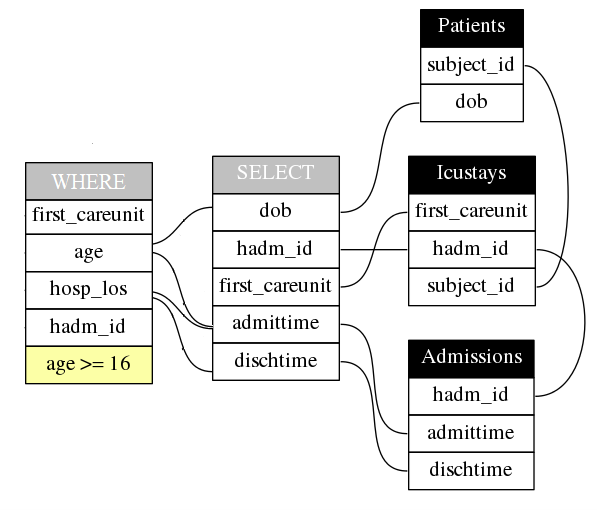 WHERE
first_careunit
age
hosp_los
hadm_id
age >= 16
SELECT
dob
hadm_id
first_careunit
admittime
dischtime
Patients
subject_id
dob
Icustays
first_careunit
hadm_id
subject_id
Admissions
hadm_id
admittime
dischtime